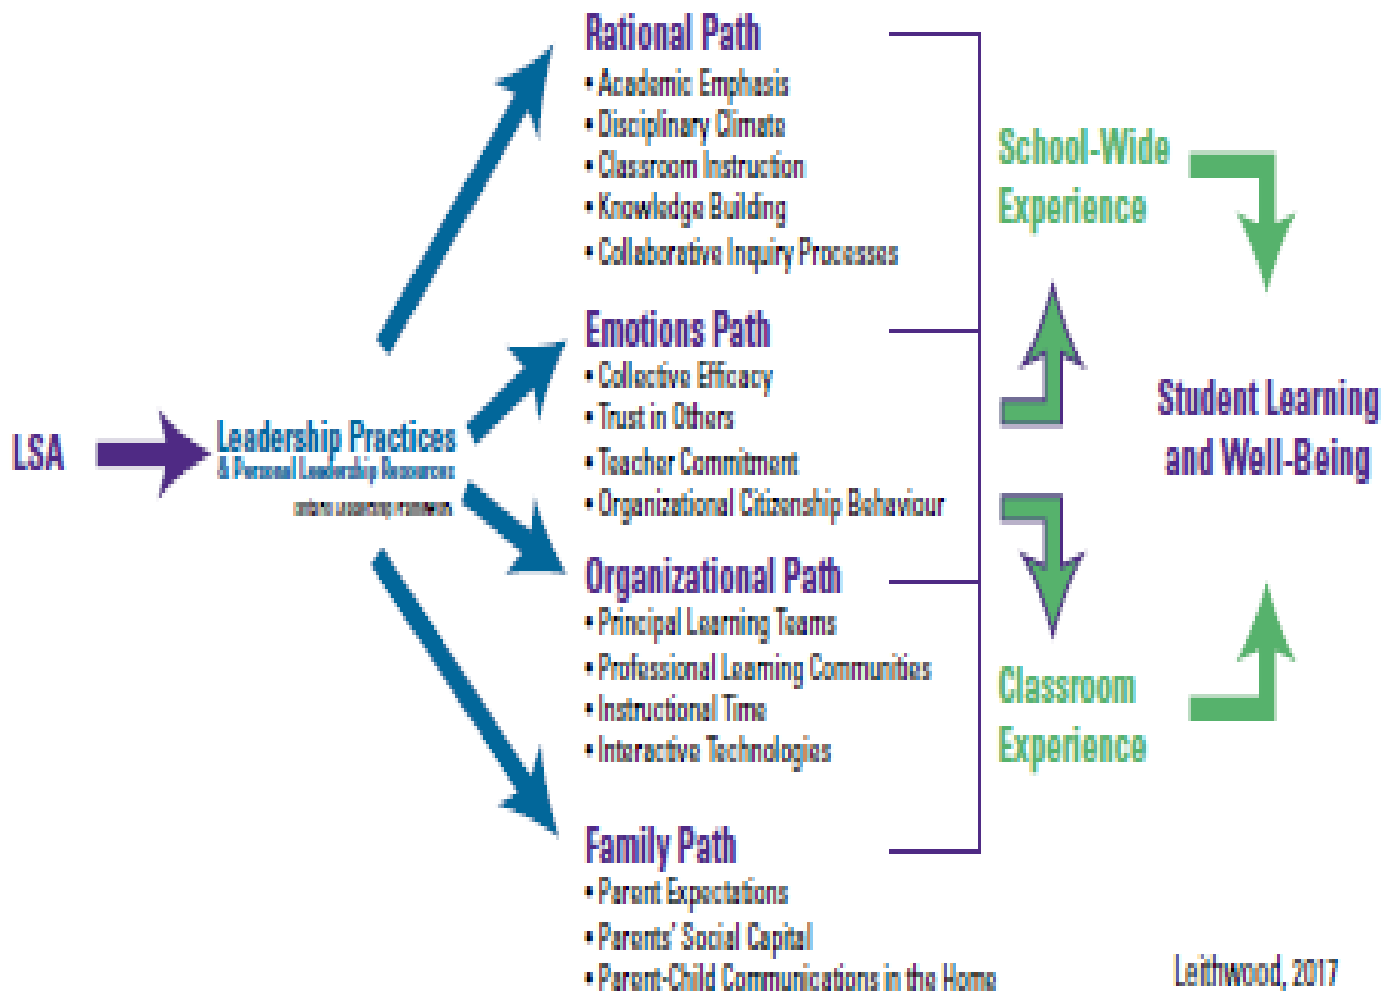 LSA
Leadership Practices
& Personal Leadership Resources
Ontario Leadership Framework
Rational Path
• Academic Emphasis
• Disciplinary Climate
• Classroom Instruction
• Knowledge Building
• Collaborative Inquiry Processes
Emotions Path
• Collective Efficacy
• Trust in Others
• Teacher Commitment
• Organizational Citizenship Behaviour
Organizational Path
• Principal Learning Teams
• Professional Learning Communities
• Instructional Time
• Interactive Technologies
Family Path
• Parent Expectations
• Parents' Social Capital
• Parent-Child Communications in the Home
School-Wide
Experience
Classroom
Experience
Student Learning
and Well-Being
Leithwood, 2017